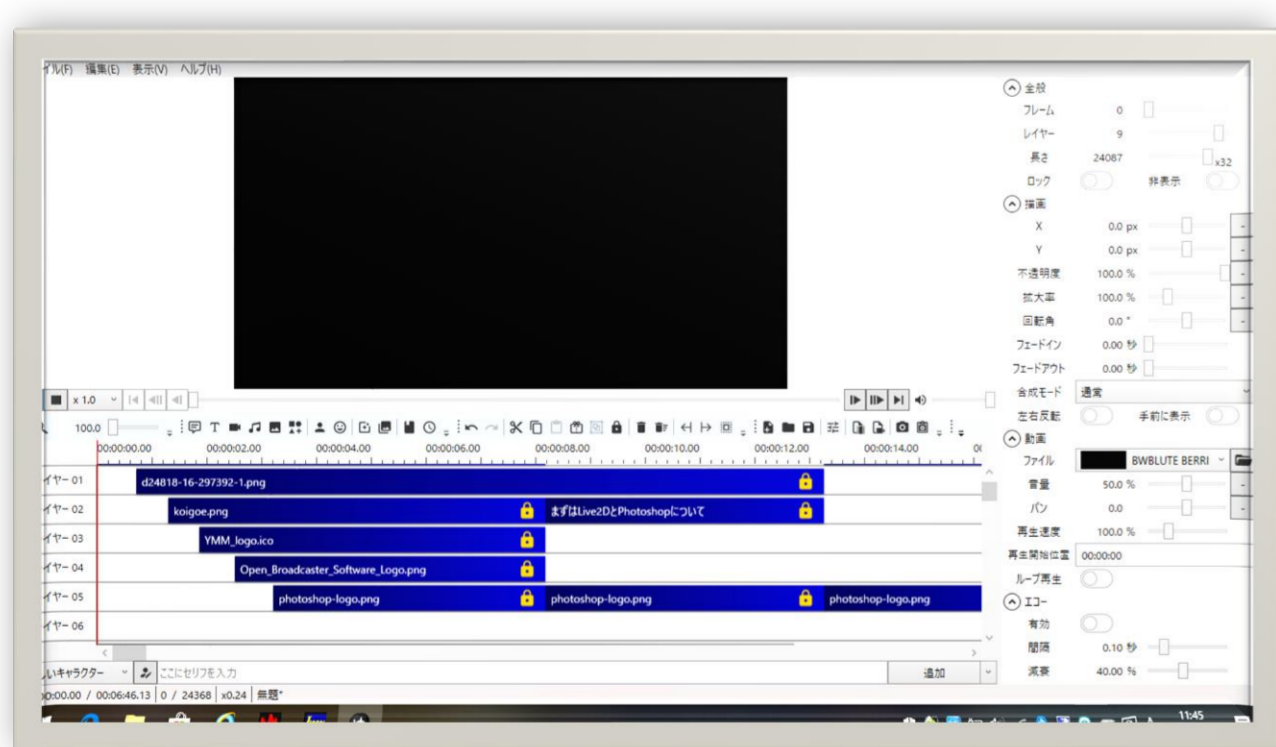 イル(F) 編集(E) 表示(V) ヘルプ(H)
全般
フレーム 0
レイヤー 9
長さ 24087 x32
ロック 非表示
描画
X 0.0 px
Y 0.0 px
不透明度 100.0 %
拡大率 100.0 %
回転角 0.0 °
フェードイン 0.00 秒
フェードアウト 0.00 秒
合成モード 通常
左右反転 手前に表示
動画
ファイル BWBLUTE BERRI
音量 50.0 %
パン 0.0
再生速度 100.0 %
再生開始位置 00:00:00
ループ再生
エコー
有効
間隔 0.10 秒
減衰 40.00 %
x 1.0
100.0
00:00:00.00 00:00:02.00 00:00:04.00 00:00:06.00 00:00:08.00 00:00:10.00 00:00:12.00 00:00:14.00
イヤー 01 d24818-16-297392-1.png
イヤー 02 koigoe.png まずはLive2DとPhotoshopについて
イヤー 03 YMM_logo.ico
イヤー 04 Open_Broadcaster_Software_Logo.png
イヤー 05 photoshop-logo.png photoshop-logo.png photoshop-logo.png
イヤー 06
いキャラクター ここにセリフを入力 追加
00:00.00 / 00:06:46.13 0 / 24368 x0.24 無題*
11:45